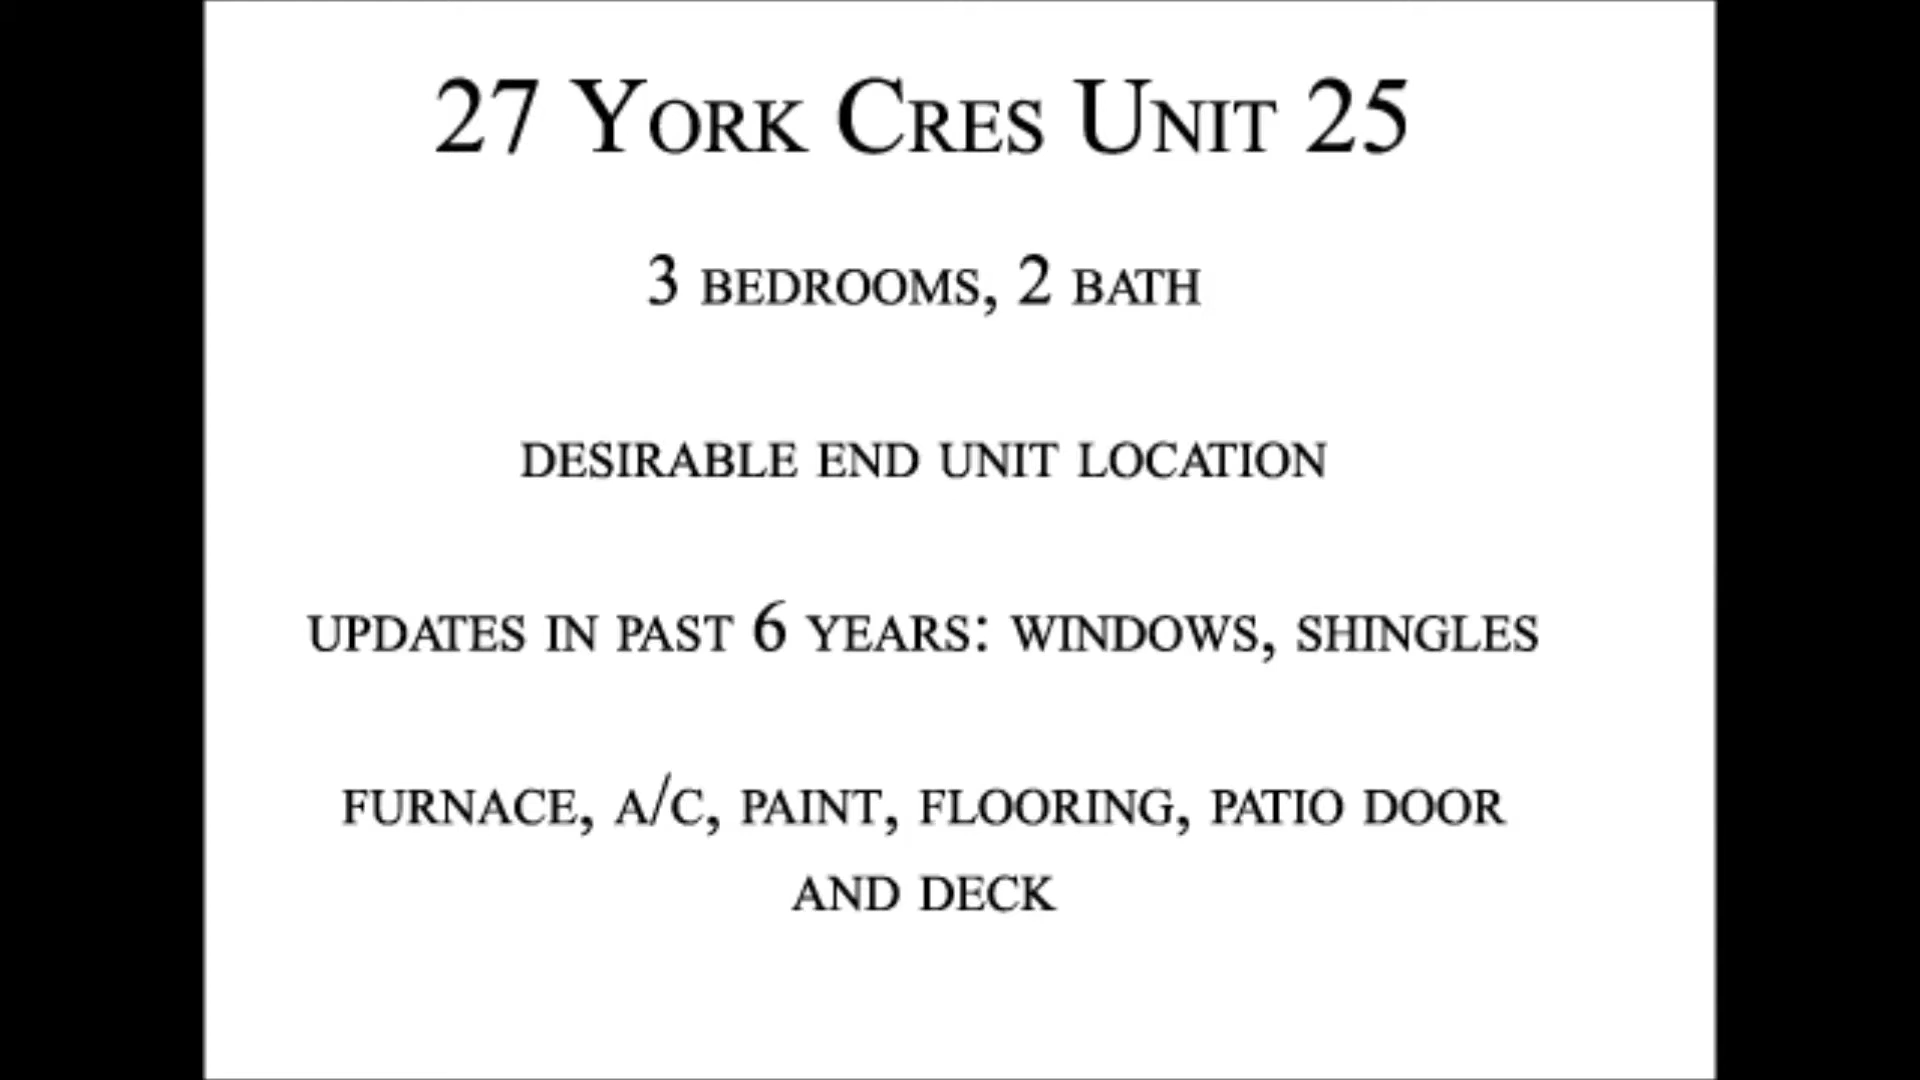 27 York Cres Unit 25
3 bedrooms, 2 bath
desirable end unit location
updates in past 6 years: windows, shingles
furnace, a/c, paint, flooring, patio door
and deck